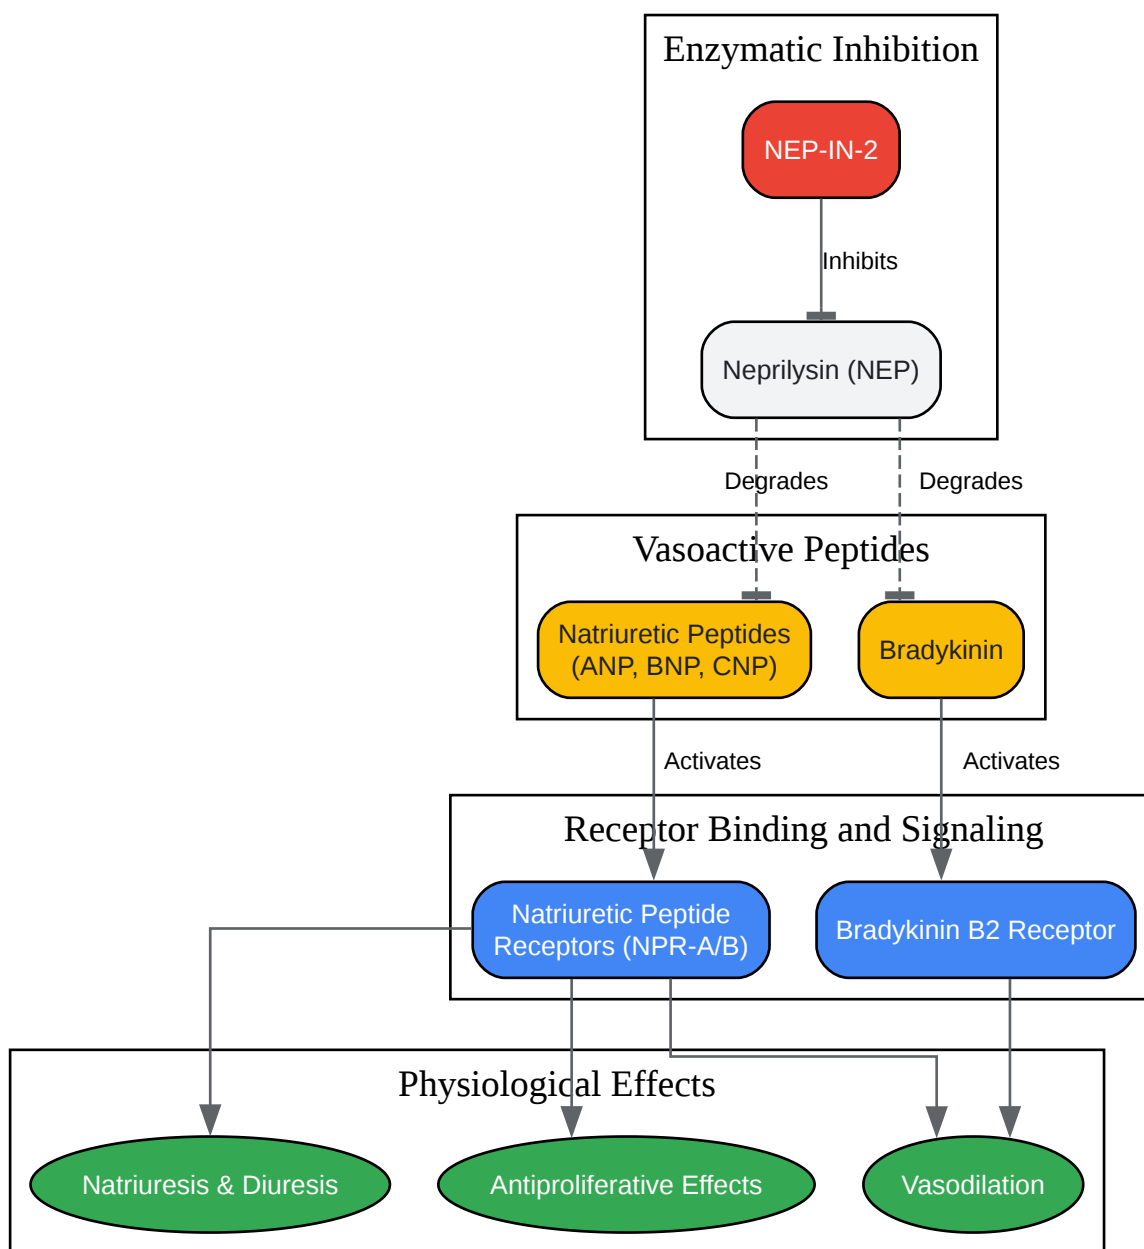 Enzymatic Inhibition
NEP-IN-2
Inhibits
Neprilysin (NEP)
Degrades
Degrades
Vasoactive Peptides
Natriuretic Peptides
(ANP, BNP, CNP)
Bradykinin
Activates
Activates
Receptor Binding and Signaling
Natriuretic Peptide
Receptors (NPR-A/B)
Bradykinin B2 Receptor
Physiological Effects
Natriuresis & Diuresis
Antiproliferative Effects
Vasodilation